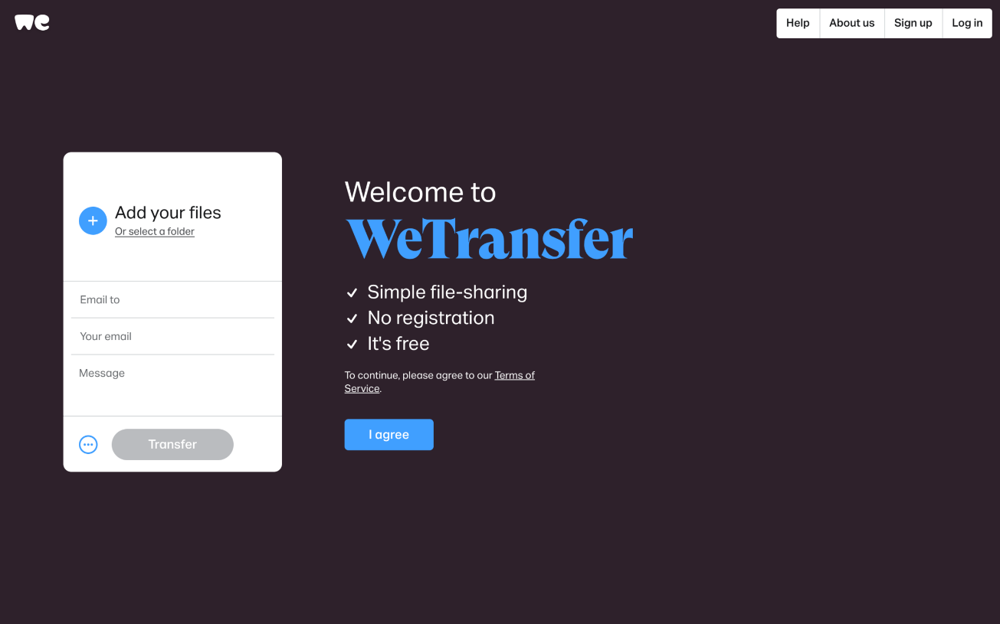 we
Help
About us
Sign up
Log in
Add your files
Or select a folder
Email to
Your email
Message
Transfer
Welcome to
WeTransfer
Simple file-sharing
No registration
It's free
To continue, please agree to our Terms of
Service.
I agree